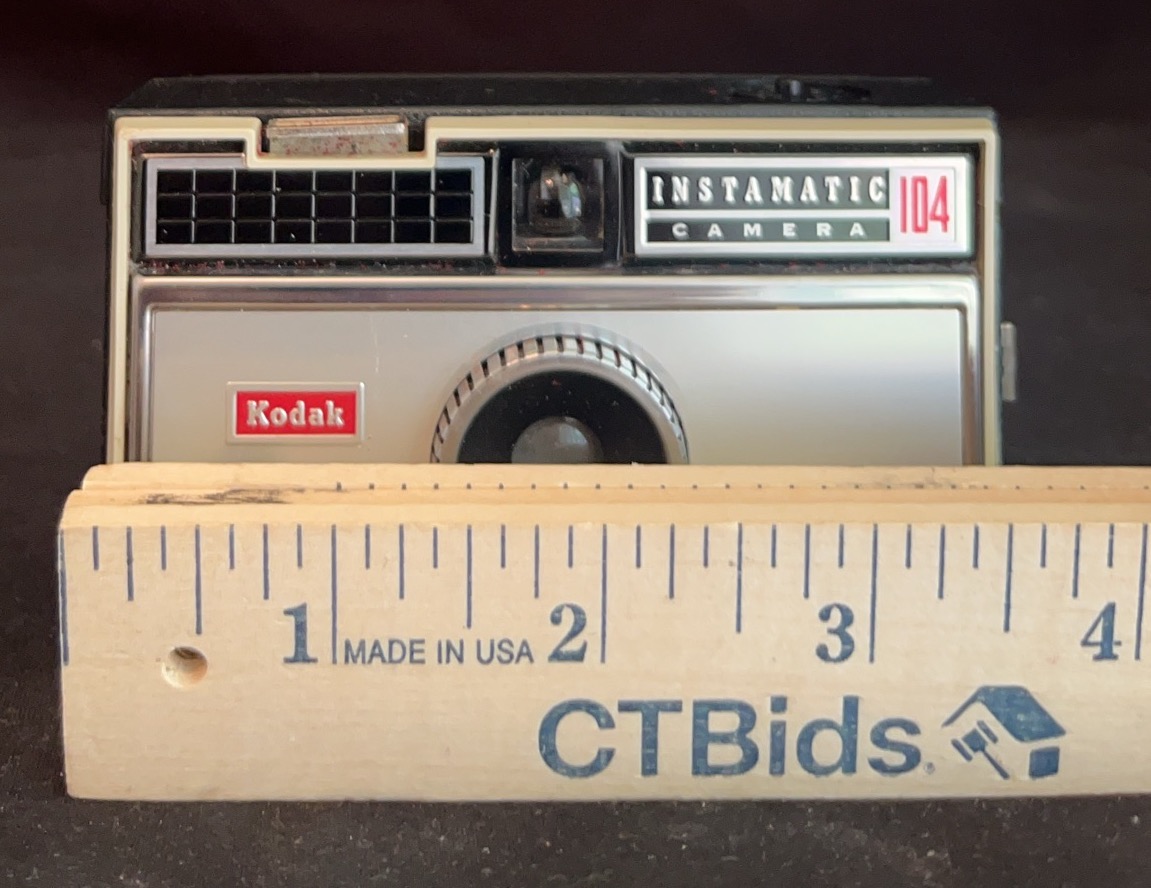 INSTAMATIC 104
CAMERA
Kodak
1 2 3 4
MADE IN USA
CTBids.